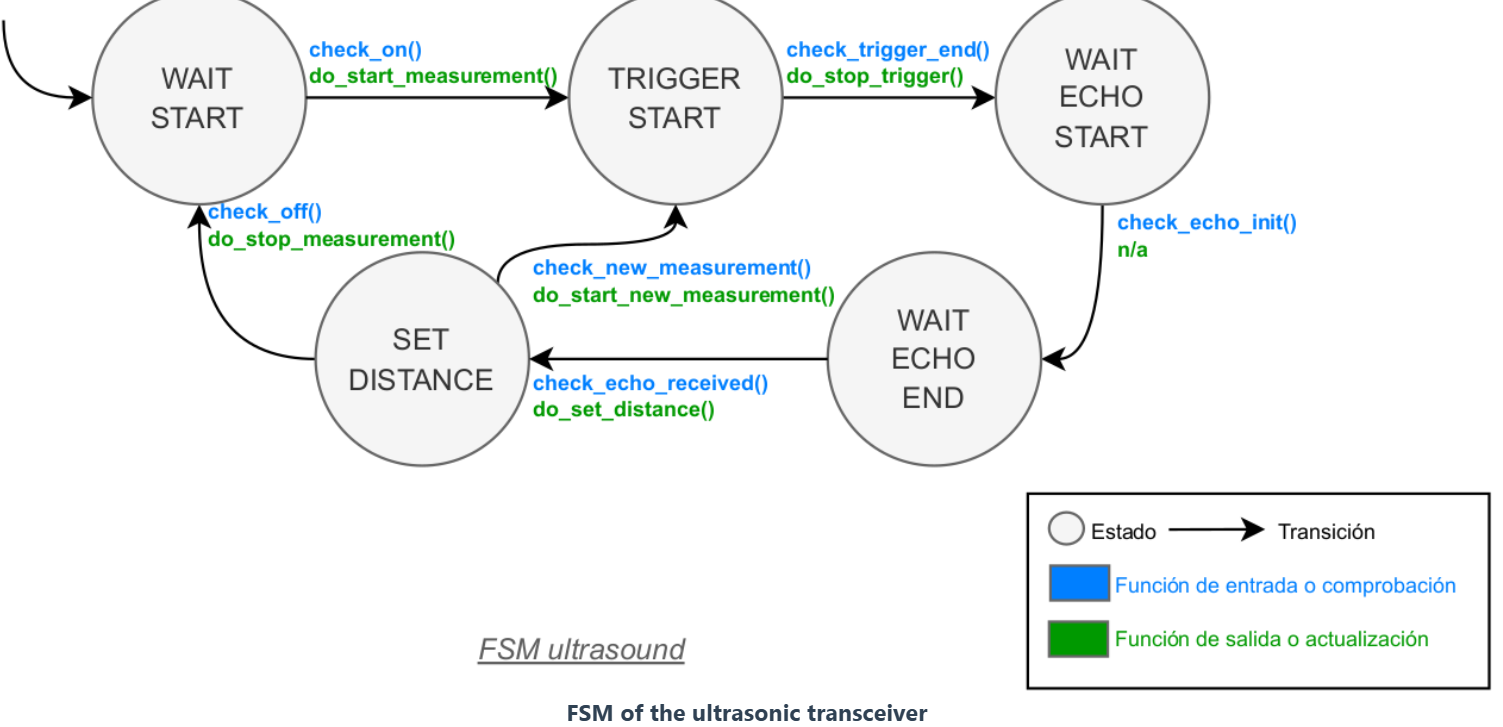 WAIT
START
check_on()
do_start_measurement()
TRIGGER
START
check_trigger_end()
do_stop_trigger()
WAIT
ECHO
START
check_off()
do_stop_measurement()
check_new_measurement()
do_start_new_measurement()
check_echo_init()
n/a
SET
DISTANCE
check_echo_received()
do_set_distance()
WAIT
ECHO
END
Estado
Transición
Función de entrada o comprobación
Función de salida o actualización
FSM ultrasound
FSM of the ultrasonic transceiver